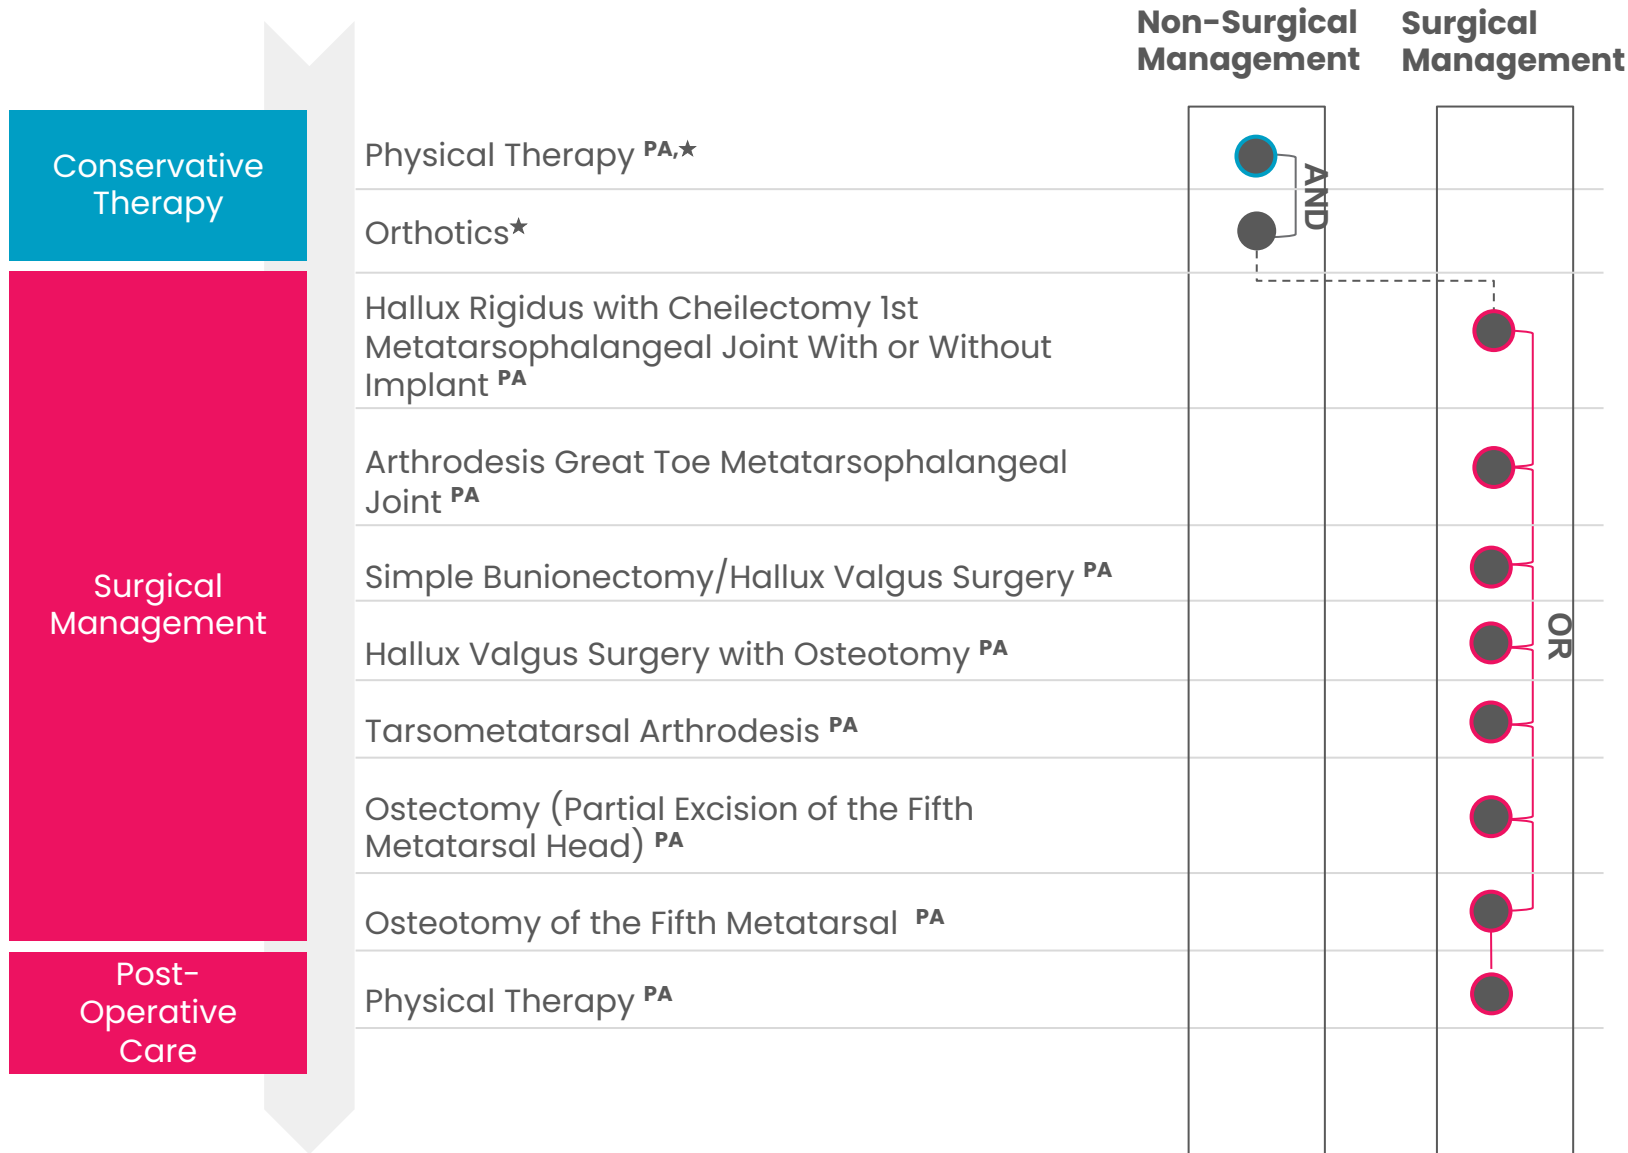 Non-Surgical
Management
Surgical
Management
Conservative
Therapy
Physical Therapy PA,★
AND
Orthotics★
Surgical
Management
Hallux Rigidus with Cheilectomy 1st
Metatarsophalangeal Joint With or Without
Implant PA
Arthrodesis Great Toe Metatarsophalangeal
Joint PA
Simple Bunionectomy/Hallux Valgus Surgery PA
Hallux Valgus Surgery with Osteotomy PA
OR
Tarsometatarsal Arthrodesis PA
Ostectomy (Partial Excision of the Fifth
Metatarsal Head) PA
Osteotomy of the Fifth Metatarsal PA
Post-
Operative
Care
Physical Therapy PA